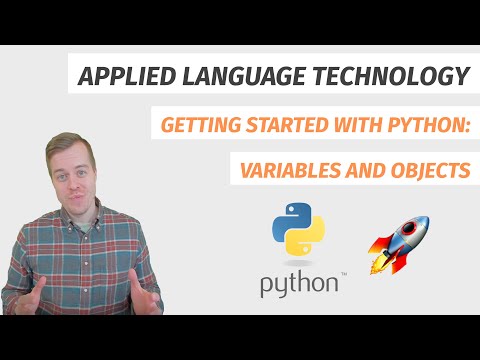 APPLIED LANGUAGE TECHNOLOGY
GETTING STARTED WITH PYTHON:
VARIABLES AND OBJECTS
python™